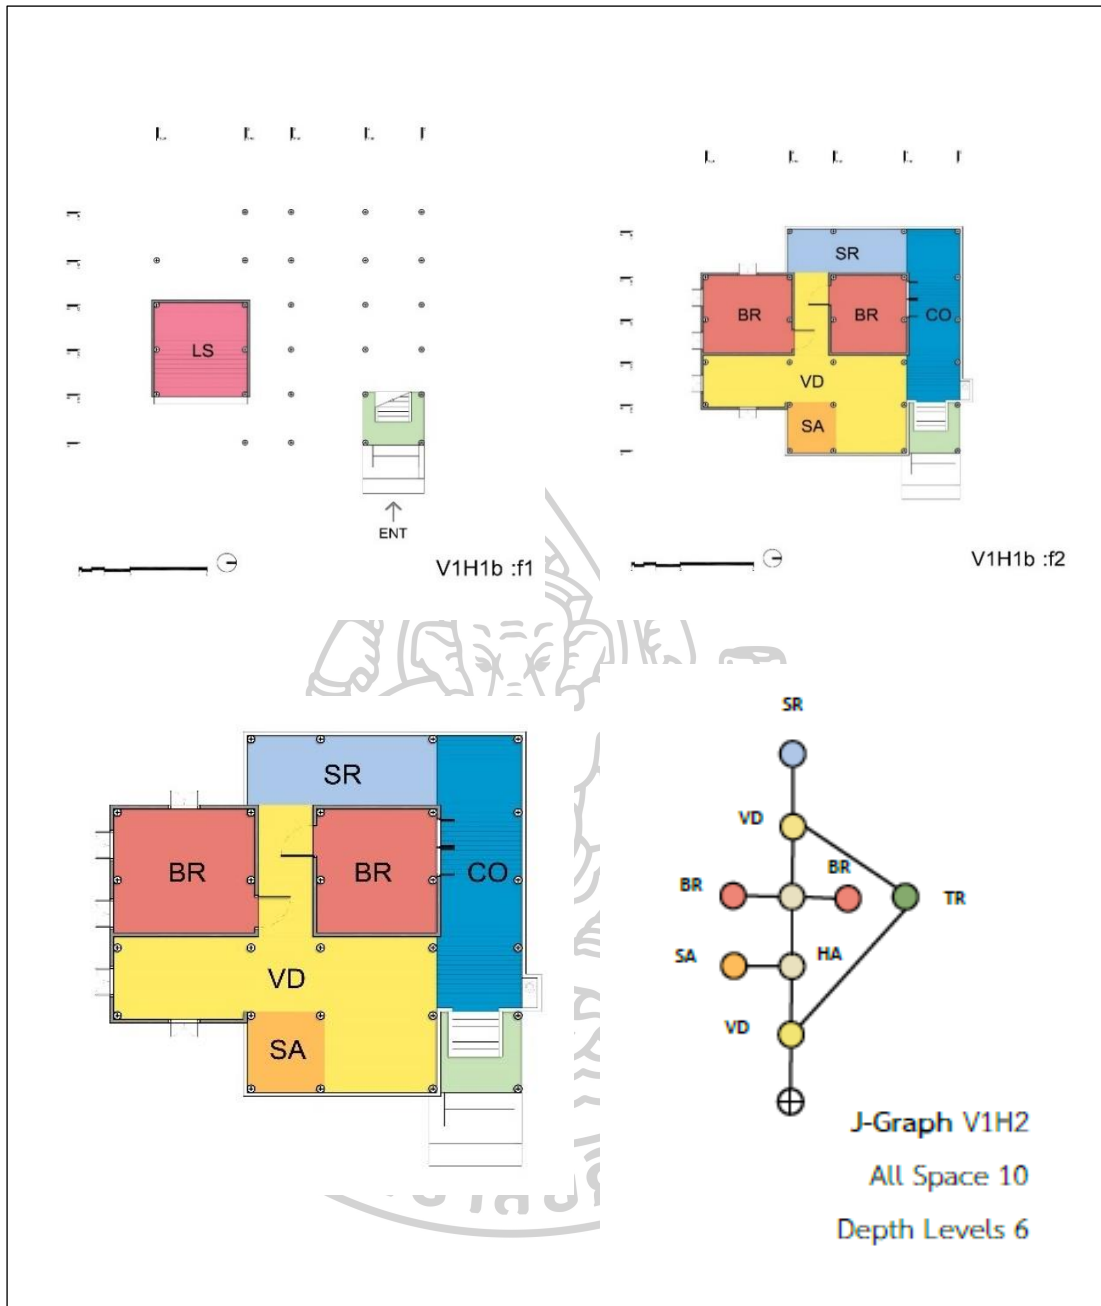 LS
ENT
V1H1b :f1
SR
BR
BR
CO
VD
SA
V1H1b :f2
SR
BR
BR
CO
VD
SA
SR
VD
BR
BR
TR
SA
HA
VD
J-Graph V1H2
All Space 10
Depth Levels 6